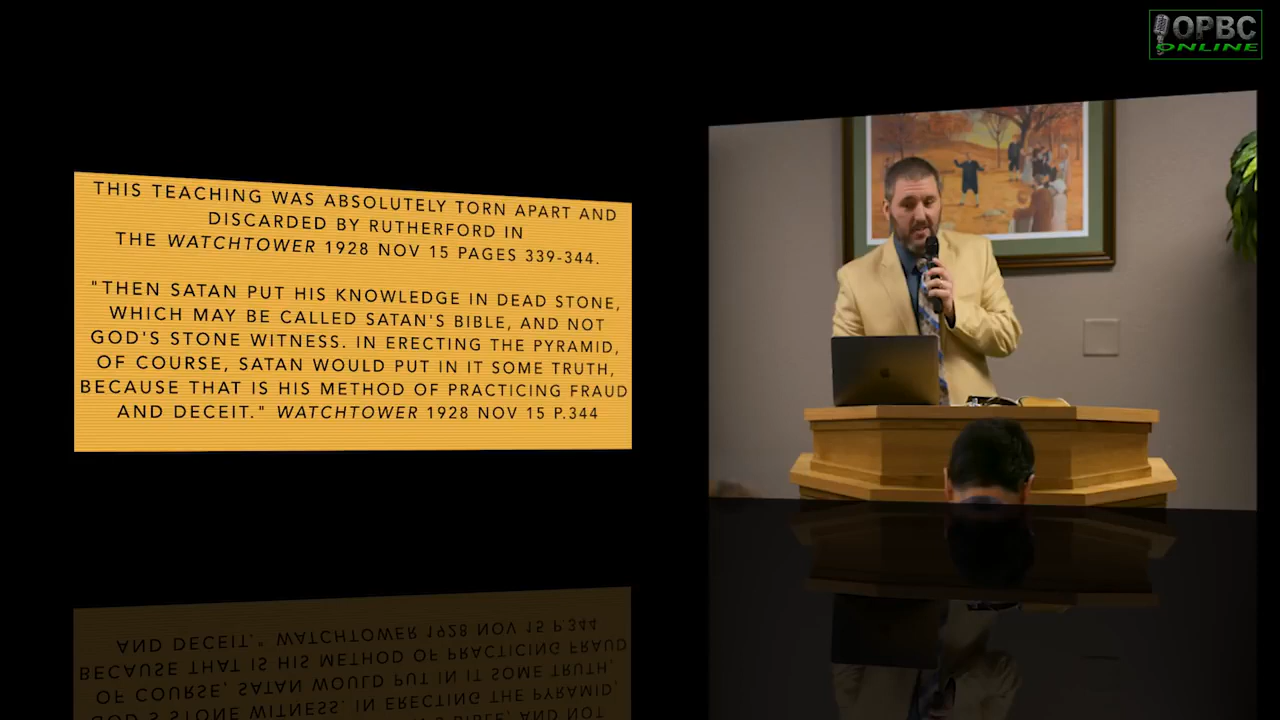 OPBC
ONLINE
THIS TEACHING WAS ABSOLUTELY TORN APART AND
DISCARDED BY RUTHERFORD IN
THE WATCHTOWER 1928 NOV 15 PAGES 339-344.
"THEN SATAN PUT HIS KNOWLEDGE IN DEAD STONE,
WHICH MAY BE CALLED SATAN'S BIBLE, AND NOT
GOD'S STONE WITNESS. IN ERECTING THE PYRAMID,
OF COURSE, SATAN WOULD PUT IN IT SOME TRUTH,
BECAUSE THAT IS HIS METHOD OF PRACTICING FRAUD
AND DECEIT." WATCHTOWER 1928 NOV 15 P.344